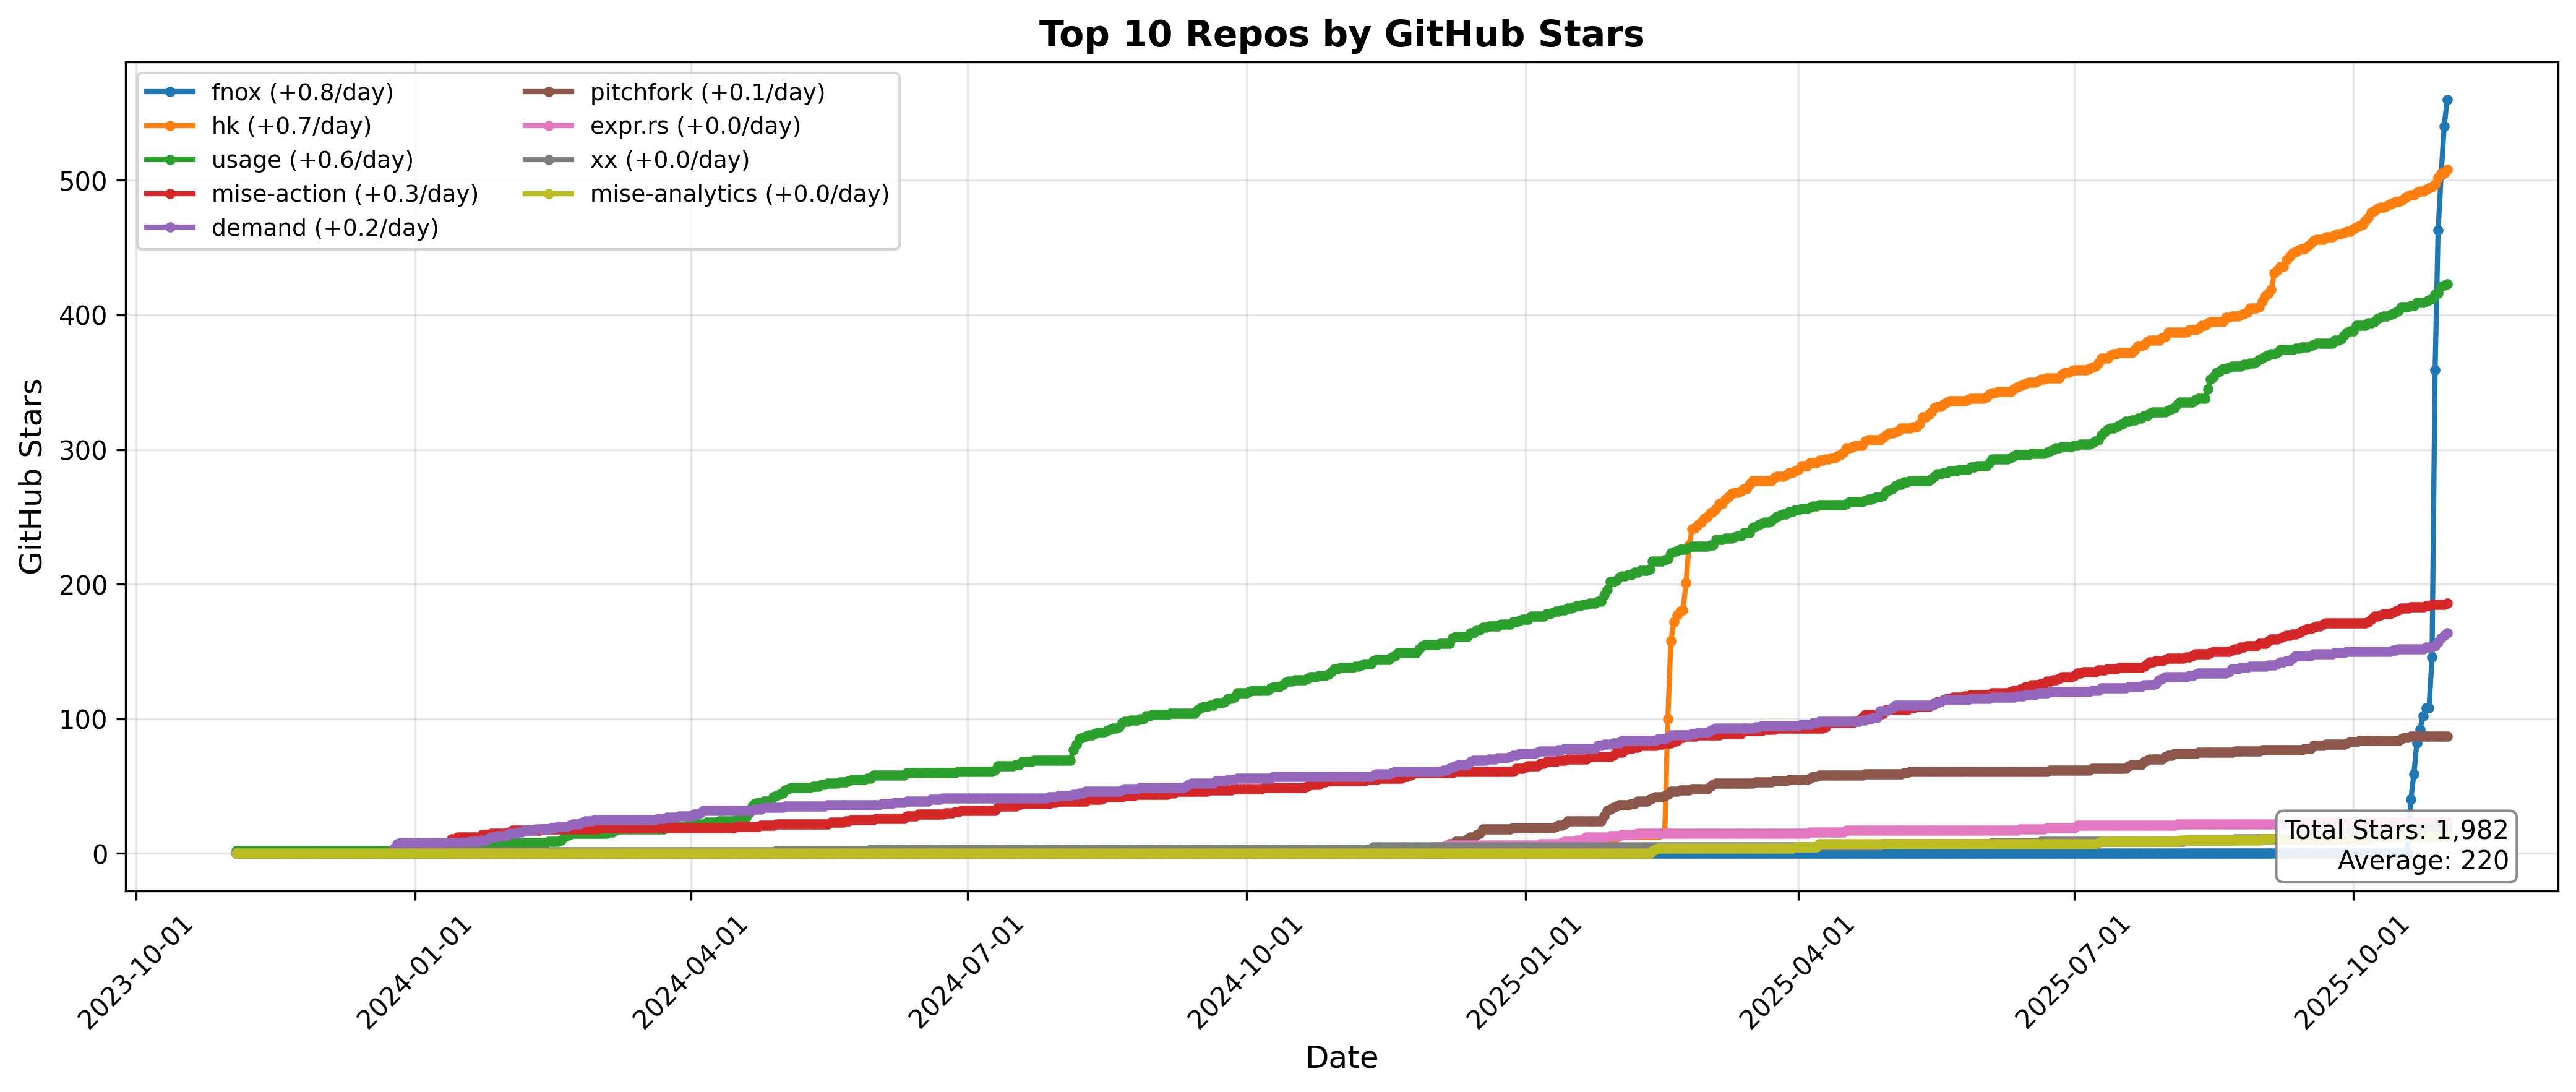 Top 10 Repos by GitHub Stars
fnox (+0.8/day)
hk (+0.7/day)
usage (+0.6/day)
mise-action (+0.3/day)
demand (+0.2/day)
pitchfork (+0.1/day)
expr.rs (+0.0/day)
xx (+0.0/day)
mise-analytics (+0.0/day)
GitHub Stars
500
400
300
200
100
0
Total Stars: 1,982
Average: 220
2023-10-01
2024-01-01
2024-04-01
2024-07-01
2024-10-01
2025-01-01
2025-04-01
2025-07-01
2025-10-01
Date